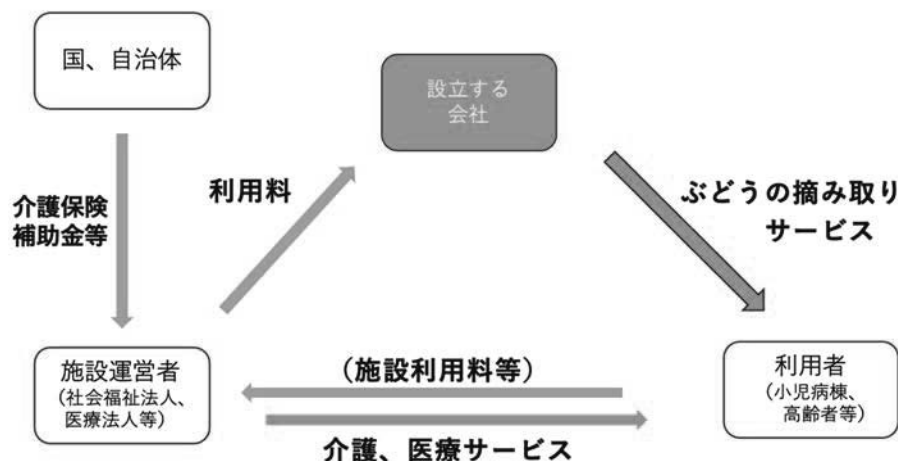 国、自治体
設立する
会社
利用料
介護保険
補助金等
ぶどうの摘み取り
サービス
施設運営者
(社会福祉法人、
医療法人等)
(施設利用料等)
利用者
(小児病棟、
高齢者等)
介護、医療サービス